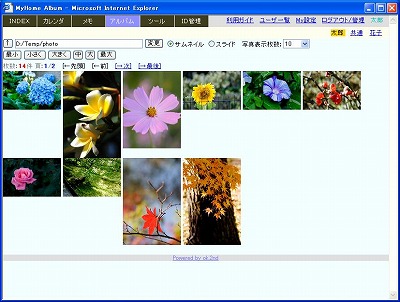 MyHome Album - Microsoft Internet Explorer
INDEX カレンダ メモ アルバム ツール ID管理 利用ガイド ユーザ一覧 My設定 ログアウト/管理 太郎
太郎 共通 花子
↑ D:/Temp/photo 変更 サムネイル スライド 写真表示枚数: 10
最小 小さく 大きく 中 大 最大
枚数:14件 頁:1/2 [←先頭] [←前] [→次] [→最後]
Powered by ok.2nd